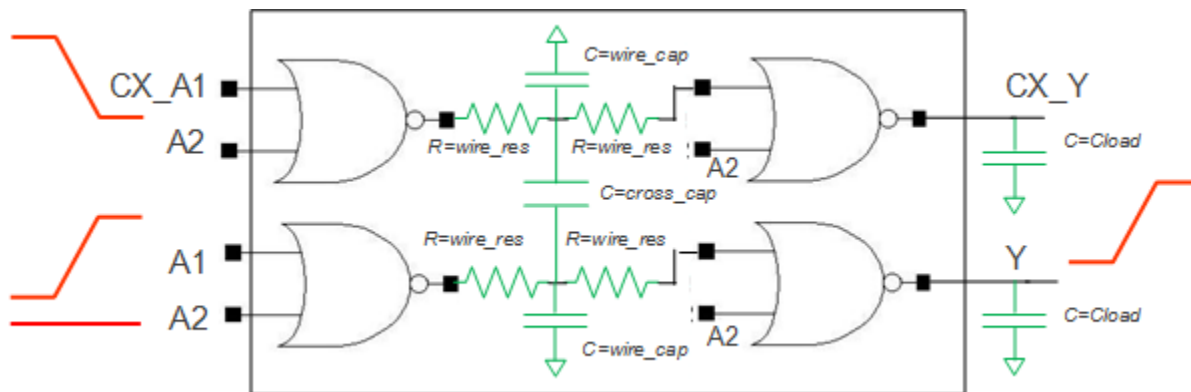 C=wire_cap
CX_A1
CX_Y
A2
R=wire_res
R=wire_res
A2
C=Cload
C=cross_cap
R=wire_res
R=wire_res
A1
Y
A2
A2
C=wire_cap
C=Cload